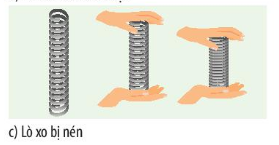 c) Lò xo bị nén